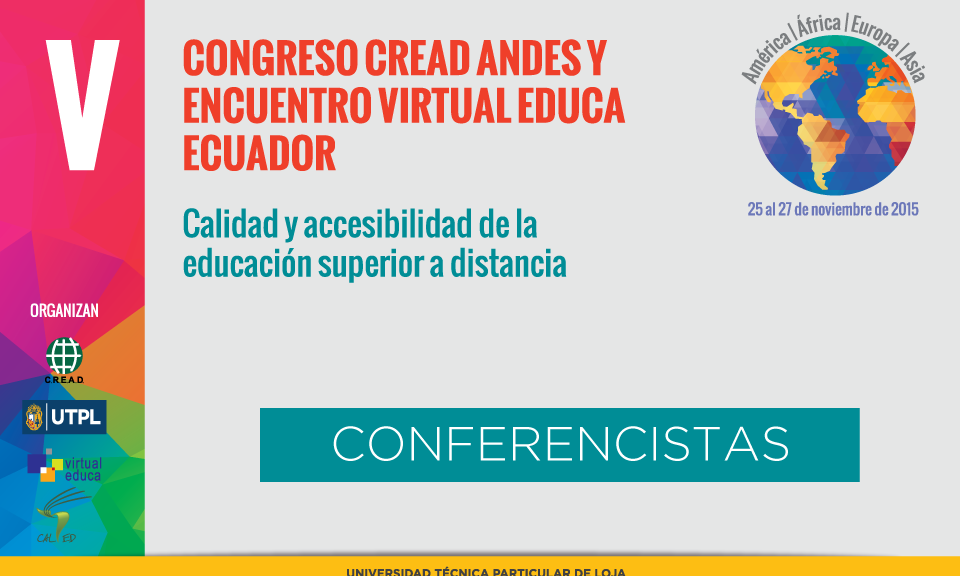 V
CONGRESO CREAD ANDES Y
ENCUENTRO VIRTUAL EDUCA
ECUADOR
Calidad y accesibilidad de la
educación superior a distancia
América | África | Europa | Asia
25 al 27 de noviembre de 2015
ORGANIZAN
C.R.E.A.D.
UTPL
virtual
educa
CALED
CONFERENCISTAS
UNIVERSIDAD TÉCNICA PARTICULAR DE LOJA